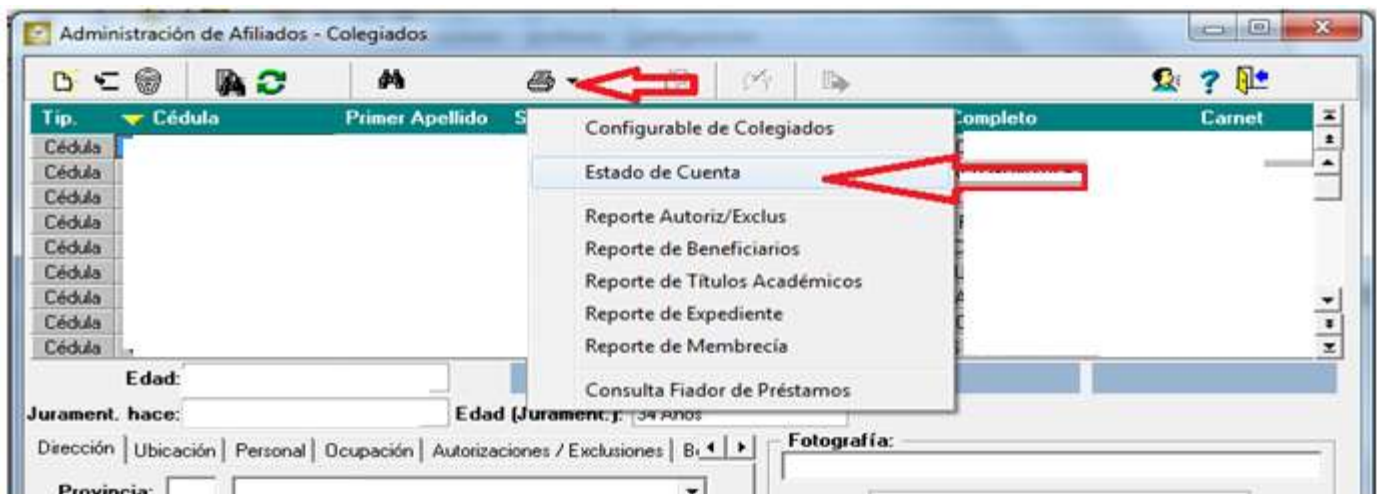 Administración de Afiliados - Colegiados
Tip. Cédula Primer Apellido S Completo Carnet
Cédula
Cédula
Cédula
Cédula
Cédula
Cédula
Cédula
Cédula
Cédula
Configurable de Colegiados
Estado de Cuenta
Reporte Autoriz/Exclus
Reporte de Beneficiarios
Reporte de Títulos Académicos
Reporte de Expediente
Reporte de Membrecía
Consulta Fiador de Préstamos
Edad:
Jurament. hace: Edad (Jurament.): 34 Años
Dirección Ubicación Personal Ocupación Autorizaciones / Exclusiones
Fotografía:
Provincia: